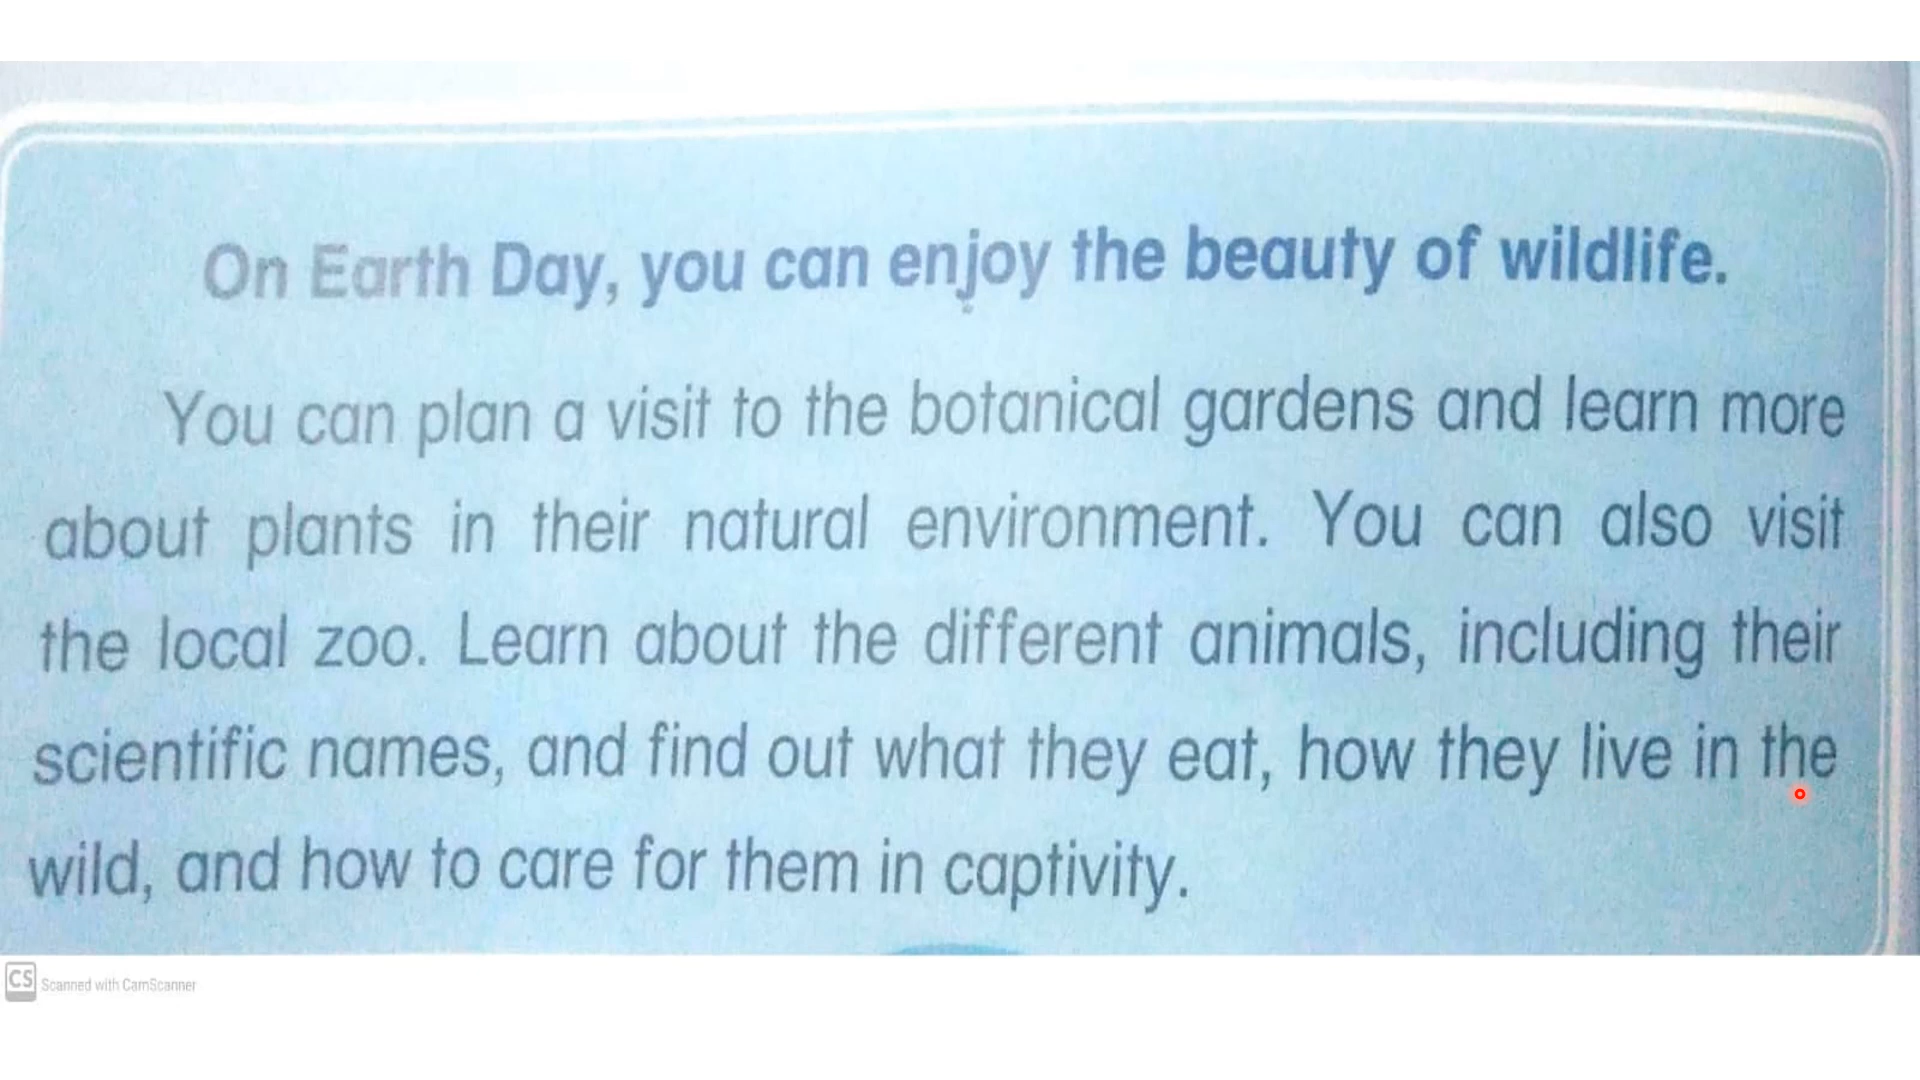 On Earth Day, you can enjoy the beauty of wildlife.
You can plan a visit to the botanical gardens and learn more
about plants in their natural environment. You can also visit
the local zoo. Learn about the different animals, including their
scientific names, and find out what they eat, how they live in the
wild, and how to care for them in captivity.
CS Scanned with CamScanner